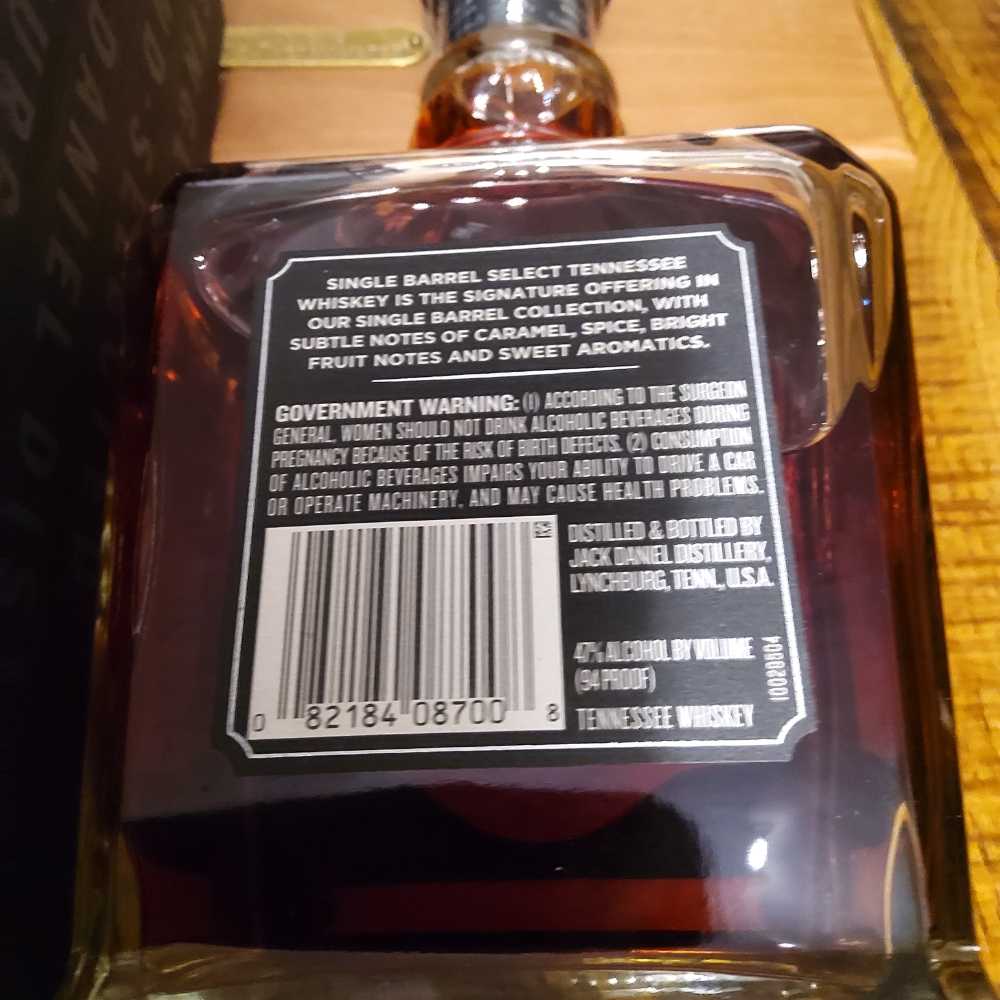 SINGLE BARREL SELECT TENNESSEE
WHISKEY IS THE SIGNATURE OFFERING IN
OUR SINGLE BARREL COLLECTION, WITH
SUBTLE NOTES OF CARAMEL, SPICE, BRIGHT
FRUIT NOTES AND SWEET AROMATICS.
GOVERNMENT WARNING: (1) ACCORDING TO THE SURGEON
GENERAL, WOMEN SHOULD NOT DRINK ALCOHOLIC BEVERAGES DURING
PREGNANCY BECAUSE OF THE RISK OF BIRTH DEFECTS. (2) CONSUMPTION
OF ALCOHOLIC BEVERAGES IMPAIRS YOUR ABILITY TO DRIVE A CAR
OR OPERATE MACHINERY, AND MAY CAUSE HEALTH PROBLEMS.
DISTILLED & BOTTLED BY
JACK DANIEL DISTILLERY,
LYNCHBURG, TENN., U.S.A.
47% ALCOHOL BY VOLUME
(94 PROOF)
TENNESSEE WHISKEY
0 82184 08700 8